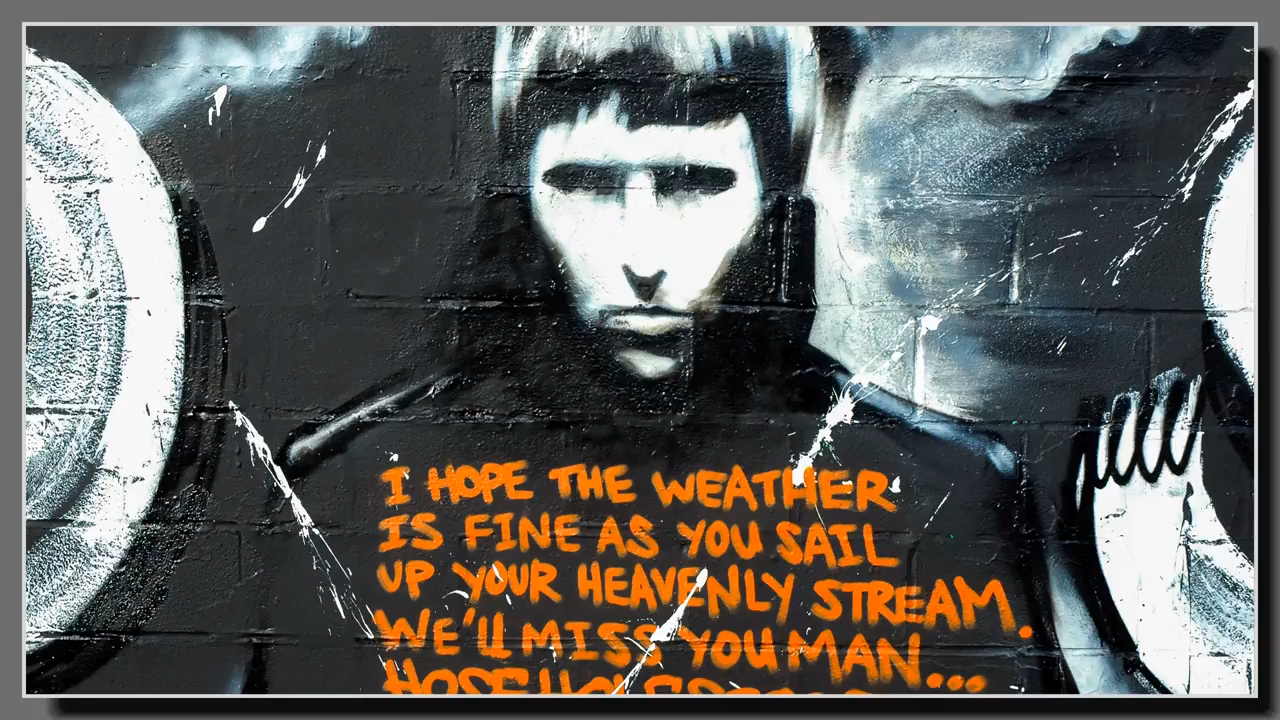 I HOPE THE WEATHER
IS FINE AS YOU SAIL
UP YOUR HEAVENLY STREAM.
WE'LL MISS YOU MAN...